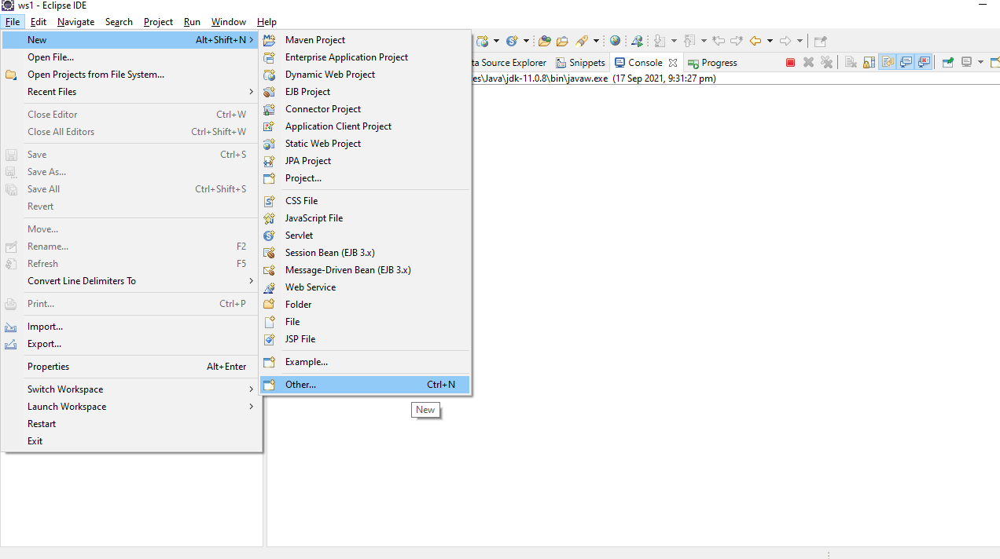 ws1 - Eclipse IDE
File Edit Navigate Search Project Run Window Help
New Alt+Shift+N
Open File...
Open Projects from File System...
Recent Files
Close Editor Ctrl+W
Close All Editors Ctrl+Shift+W
Save Ctrl+S
Save As...
Save All Ctrl+Shift+S
Revert
Move...
Rename... F2
Refresh F5
Convert Line Delimiters To
Print... Ctrl+P
Import...
Export...
Properties Alt+Enter
Switch Workspace
Launch Workspace
Restart
Exit
Maven Project
Enterprise Application Project
Dynamic Web Project
EJB Project
Connector Project
Application Client Project
Static Web Project
JPA Project
Project...
CSS File
JavaScript File
Servlet
Session Bean (EJB 3.x)
Message-Driven Bean (EJB 3.x)
Web Service
Folder
File
JSP File
Example...
Other... Ctrl+N
New
ta Source Explorer Snippets Console Progress
es\Java\jdk-11.0.8\bin\javaw.exe (17 Sep 2021, 9:31:27 pm)